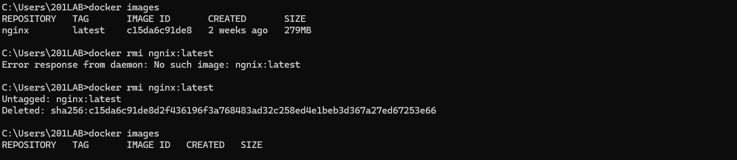 C:\Users\201LAB>docker images
REPOSITORY   TAG       IMAGE ID       CREATED       SIZE
nginx        latest    c15da6c91de8   2 weeks ago   279MB
C:\Users\201LAB>docker rmi ngnix:latest
Error response from daemon: No such image: ngnix:latest
C:\Users\201LAB>docker rmi nginx:latest
Untagged: nginx:latest
Deleted: sha256:c15da6c91de8d2f436196f3a768483ad32c258ed4e1beb3d367a27ed67253e66
C:\Users\201LAB>docker images
REPOSITORY   TAG       IMAGE ID   CREATED   SIZE